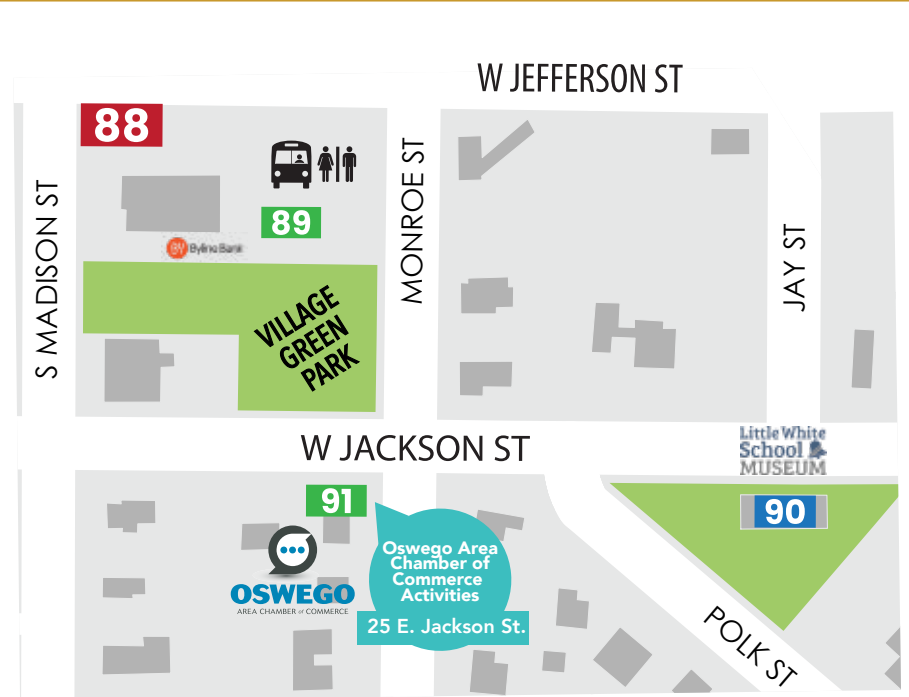 W JEFFERSON ST
88
S MADISON ST
MONROE ST
JAY ST
89
BY Byline Bank
VILLAGE
GREEN
PARK
W JACKSON ST
Little White
School
MUSEUM
91
90
Oswego Area
Chamber of
Commerce
Activities
25 E. Jackson St.
OSWEGO
AREA CHAMBER of COMMERCE
POLK ST